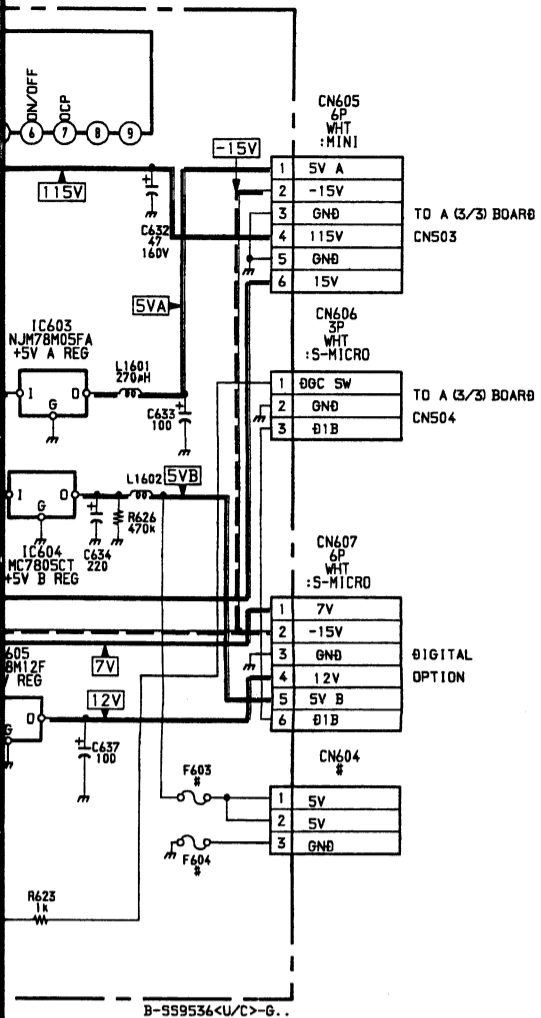 ON/OFF
OCP
6 7 8 9
CN605
6P
WHT
:MINI
-15V
115V
1 5V A
2 -15V
3 GND
4 115V
5 GND
6 15V
TO A (3/3) BOARD
CN503
C632
47
160V
5VA
IC603
NJM78M05FA
+5V A REG
I O
G
L1601
270µH
C633
100
CN606
3P
WHT
:S-MICRO
1 DGC SW
2 GND
3 D1B
TO A (3/3) BOARD
CN504
L1602
5VB
I O
G
R626
470k
C634
220
IC604
MC7805CT
+5V B REG
CN607
6P
WHT
:S-MICRO
1 7V
2 -15V
3 GND
4 12V
5 5V B
6 D1B
DIGITAL
OPTION
605
8M12F
V REG
7V
12V
O
G
C637
100
CN604
#
F603
#
1 5V
2 5V
3 GND
F604
#
R623
1k
B-SS9536<U/C>-G..